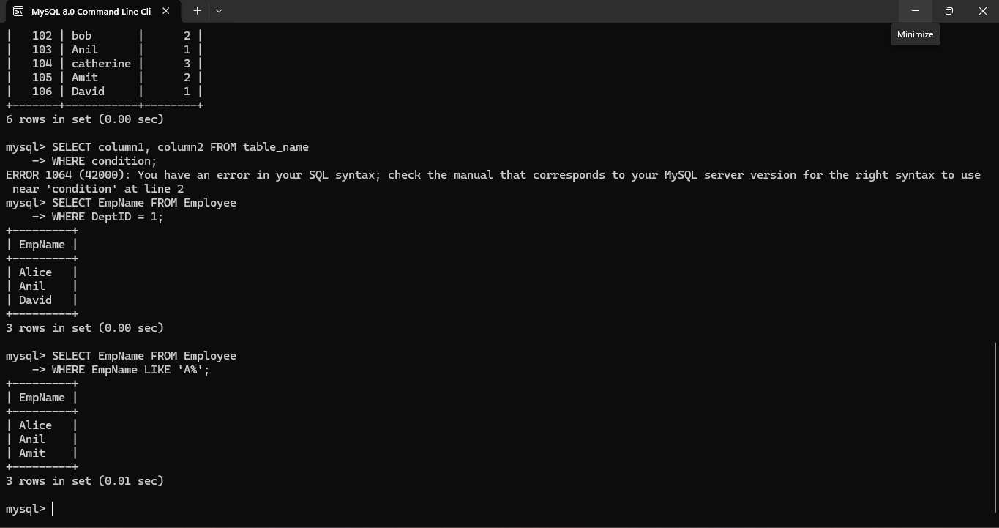 MySQL 8.0 Command Line Cli
Minimize
|   102 | bob       |      2 |
|   103 | Anil      |      1 |
|   104 | catherine |      3 |
|   105 | Amit      |      2 |
|   106 | David     |      1 |
+-------+-----------+--------+
6 rows in set (0.00 sec)
mysql> SELECT column1, column2 FROM table_name
    -> WHERE condition;
ERROR 1064 (42000): You have an error in your SQL syntax; check the manual that corresponds to your MySQL server version for the right syntax to use
 near 'condition' at line 2
mysql> SELECT EmpName FROM Employee
    -> WHERE DeptID = 1;
+---------+
| EmpName |
+---------+
| Alice   |
| Anil    |
| David   |
+---------+
3 rows in set (0.00 sec)
mysql> SELECT EmpName FROM Employee
    -> WHERE EmpName LIKE 'A%';
+---------+
| EmpName |
+---------+
| Alice   |
| Anil    |
| Amit    |
+---------+
3 rows in set (0.01 sec)
mysql>